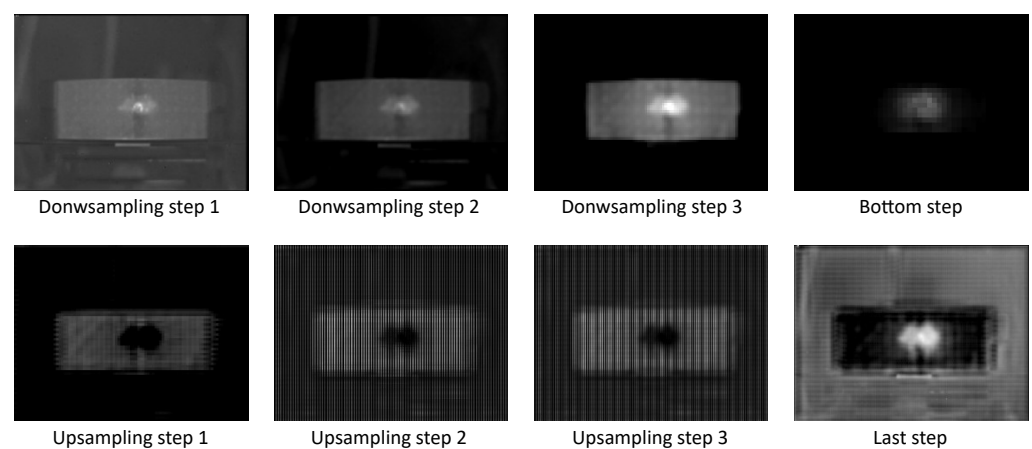 Donwsampling step 1
Donwsampling step 2
Donwsampling step 3
Bottom step
Upsampling step 1
Upsampling step 2
Upsampling step 3
Last step